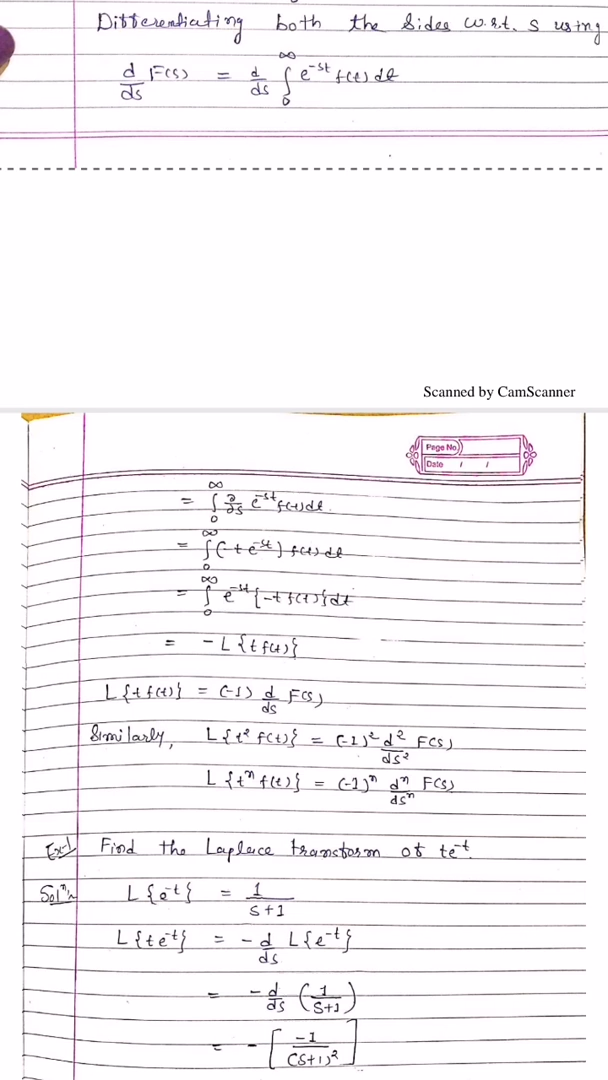 Differentiating both the sides w.r.t. s using
d/ds F(s) = d/ds ∫₀^∞ e^-st f(t) dt
Scanned by CamScanner
Page No.
Date / /
= ∫₀^∞ ∂/∂s e^-st f(t) dt.
= ∫₀^∞ (-t e^-st) f(t) dt
= ∫₀^∞ e^-st {-t f(t)} dt
= - L {t f(t)}
L {t f(t)} = (-1) d/ds F(s)
Similarly, L {t² f(t)} = (-1)² d²/ds² F(s)
L {tⁿ f(t)} = (-1)ⁿ dⁿ/dsⁿ F(s)
Ex-1 Find the Laplace transform of te^-t.
Solⁿ:- L {e^-t} = 1/(s+1)
L {te^-t} = - d/ds L {e^-t}
= - d/ds (1/(s+1))
= - [-1/(s+1)²]